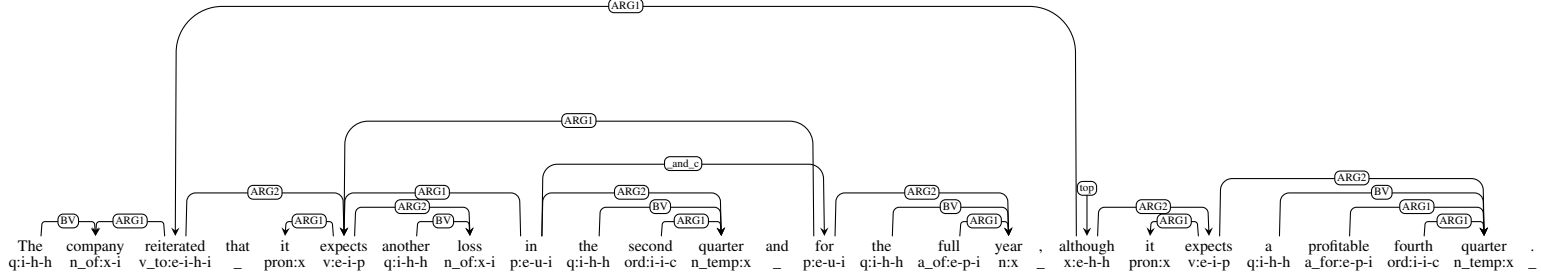 ARG1
ARG1
_and_c
top
ARG2 ARG1 ARG2 ARG2 ARG2
ARG2 BV BV ARG2 BV
BV ARG1 ARG1 BV ARG1 ARG1 ARG1 ARG1 ARG1
The company reiterated that it expects another loss in the second quarter and for the full year , although it expects a profitable fourth quarter .
q:i-h-h n_of:x-i v_to:e-i-h-i _ pron:x v:e-i-p q:i-h-h n_of:x-i p:e-u-i q:i-h-h ord:i-i-c n_temp:x _ p:e-u-i q:i-h-h a_of:e-p-i n:x _ x:e-h-h pron:x v:e-i-p q:i-h-h a_for:e-p-i ord:i-i-c n_temp:x _